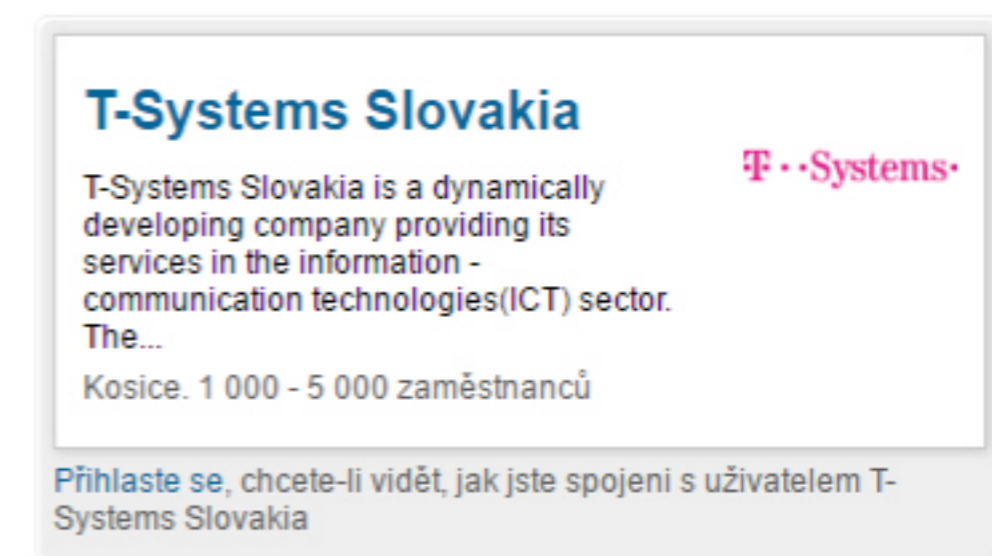 T-Systems Slovakia
T · ·Systems·
T-Systems Slovakia is a dynamically
developing company providing its
services in the information -
communication technologies(ICT) sector.
The...
Kosice. 1 000 - 5 000 zaměstnanců
Přihlaste se, chcete-li vidět, jak jste spojeni s uživatelem T-
Systems Slovakia